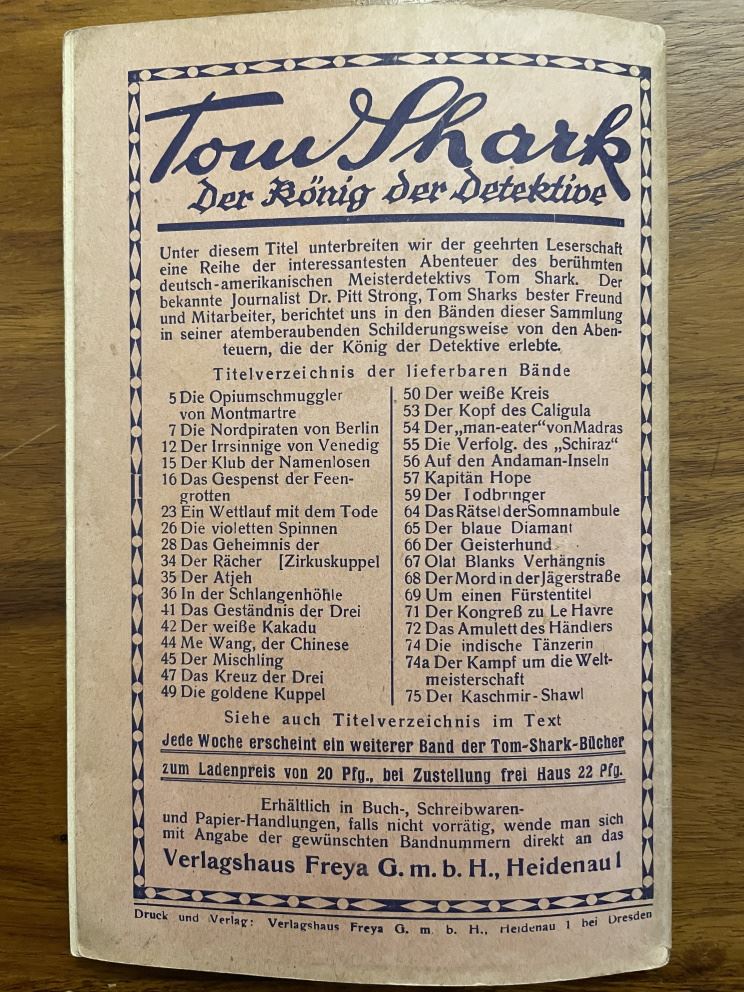 Tom Shark
Der König der Detektive
Unter diesem Titel unterbreiten wir der geehrten Leserschaft
eine Reihe der interessantesten Abenteuer des berühmten
deutsch-amerikanischen Meisterdetektivs Tom Shark. Der
bekannte Journalist Dr. Pitt Strong, Tom Sharks bester Freund
und Mitarbeiter, berichtet uns in den Bänden dieser Sammlung
in seiner atemberaubenden Schilderungsweise von den Aben-
teuern, die der König der Detektive erlebte.
Titelverzeichnis der lieferbaren Bände
5 Die Opiumschmuggler
von Montmartre
7 Die Nordpiraten von Berlin
12 Der Irrsinnige von Venedig
15 Der Klub der Namenlosen
16 Das Gespenst der Feen-
grotten
23 Ein Wettlauf mit dem Tode
26 Die violetten Spinnen
28 Das Geheimnis der
34 Der Rächer [Zirkuskuppel
35 Der Atjeh
36 In der Schlangenhöhle
41 Das Geständnis der Drei
42 Der weiße Kakadu
44 Me Wang, der Chinese
45 Der Mischling
47 Das Kreuz der Drei
49 Die goldene Kuppel
50 Der weiße Kreis
53 Der Kopf des Caligula
54 Der „man-eater" von Madras
55 Die Verfolg. des „Schiraz"
56 Auf den Andaman-Inseln
57 Kapitän Hope
59 Der Todbringer
64 Das Rätsel der Somnambule
65 Der blaue Diamant
66 Der Geisterhund
67 Olat Blanks Verhängnis
68 Der Mord in der Jägerstraße
69 Um einen Fürstentitel
71 Der Kongreß zu Le Havre
72 Das Amulett des Händlers
74 Die indische Tänzerin
74a Der Kampf um die Welt-
meisterschaft
75 Der Kaschmir-Shawl
Siehe auch Titelverzeichnis im Text
Jede Woche erscheint ein weiterer Band der Tom-Shark-Bücher
zum Ladenpreis von 20 Pfg., bei Zustellung frei Haus 22 Pfg.
Erhältlich in Buch-, Schreibwaren-
und Papier-Handlungen, falls nicht vorrätig, wende man sich
mit Angabe der gewünschten Bandnummern direkt an das
Verlagshaus Freya G. m. b. H., Heidenau 1
Druck und Verlag: Verlagshaus Freya G. m. b. H., Heidenau 1 bei Dresden